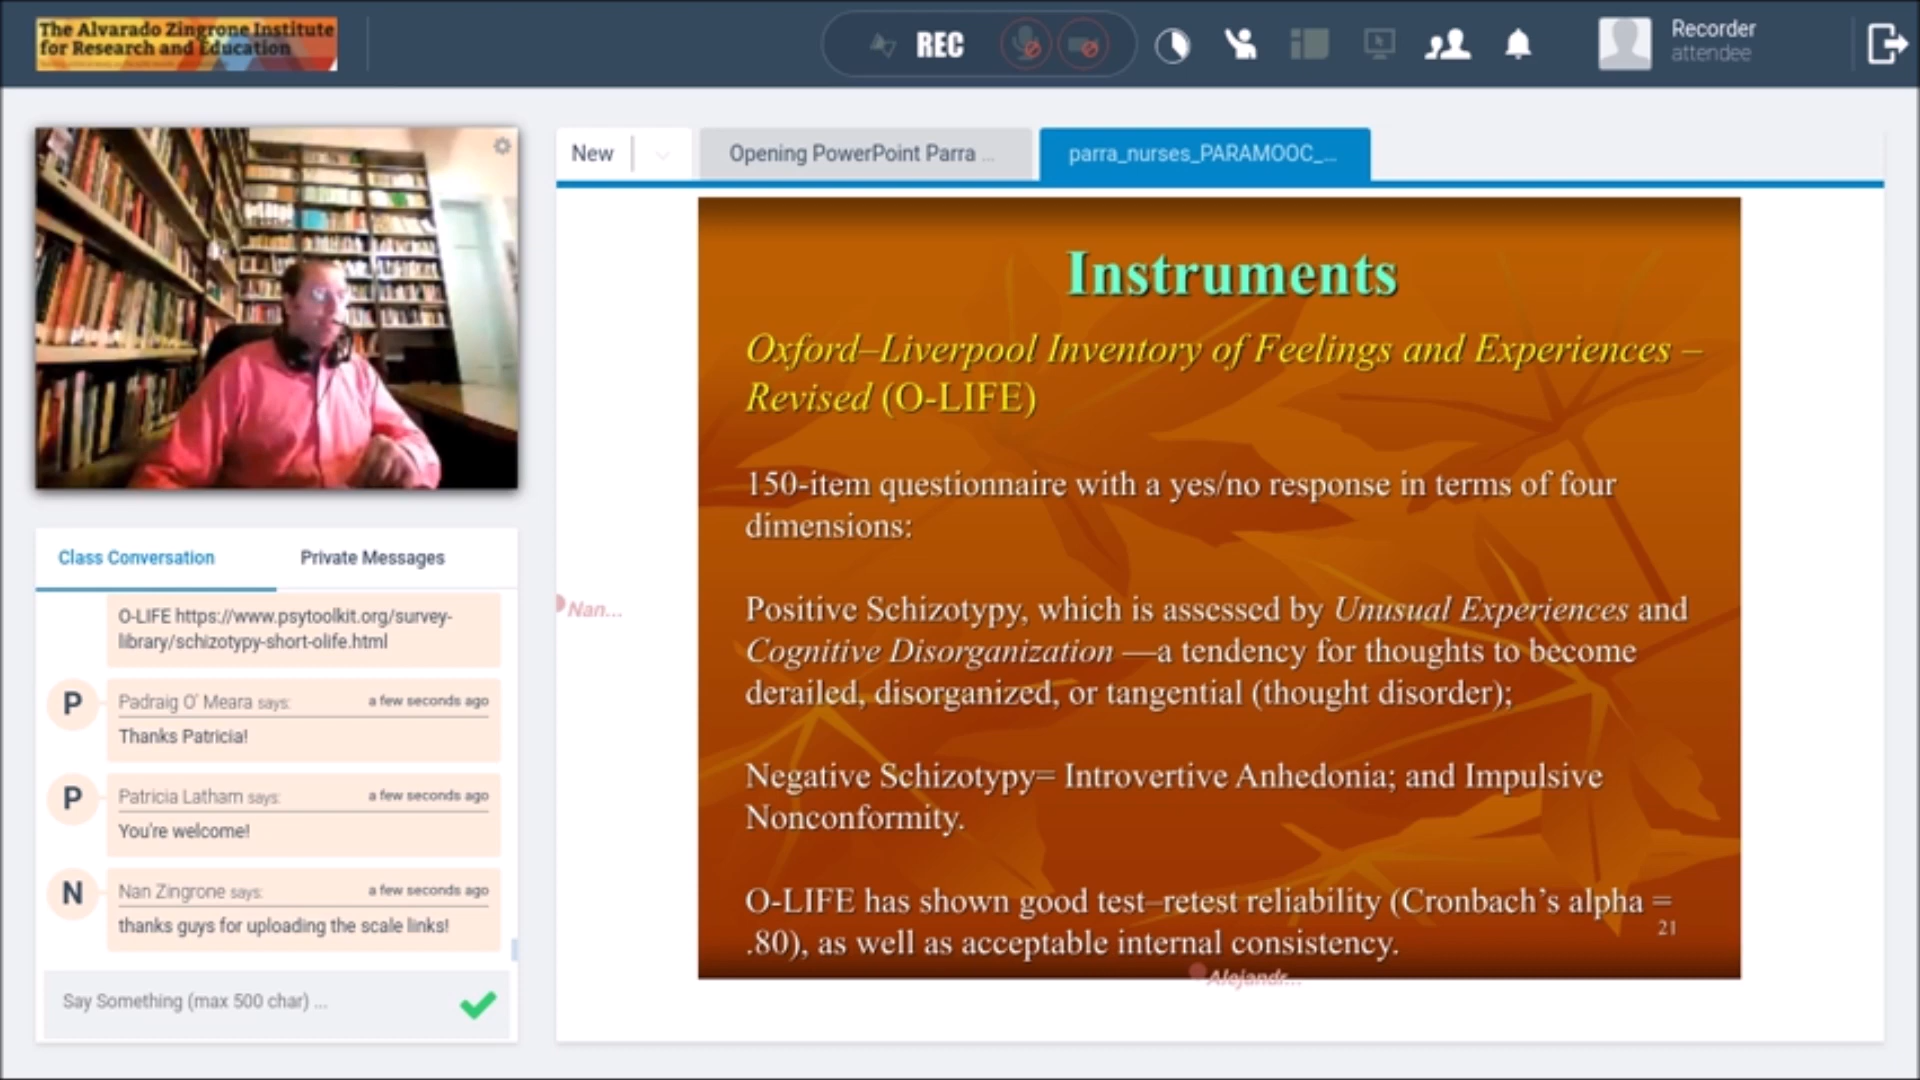 The Alvarado Zingrone Institute
for Research and Education
REC
Recorder
attendee
New
Opening PowerPoint Parra ...
parra_nurses_PARAMOOC_...
Instruments
Oxford–Liverpool Inventory of Feelings and Experiences –
Revised (O-LIFE)
150-item questionnaire with a yes/no response in terms of four
dimensions:
Positive Schizotypy, which is assessed by Unusual Experiences and
Cognitive Disorganization —a tendency for thoughts to become
derailed, disorganized, or tangential (thought disorder);
Negative Schizotypy= Introvertive Anhedonia; and Impulsive
Nonconformity.
O-LIFE has shown good test–retest reliability (Cronbach’s alpha =
.80), as well as acceptable internal consistency.
21
Nan...
Alejandr...
Class Conversation
Private Messages
O-LIFE https://www.psytoolkit.org/survey-
library/schizotypy-short-olife.html
P
Padraig O' Meara says:
a few seconds ago
Thanks Patricia!
P
Patricia Latham says:
a few seconds ago
You're welcome!
N
Nan Zingrone says:
a few seconds ago
thanks guys for uploading the scale links!
Say Something (max 500 char) ...